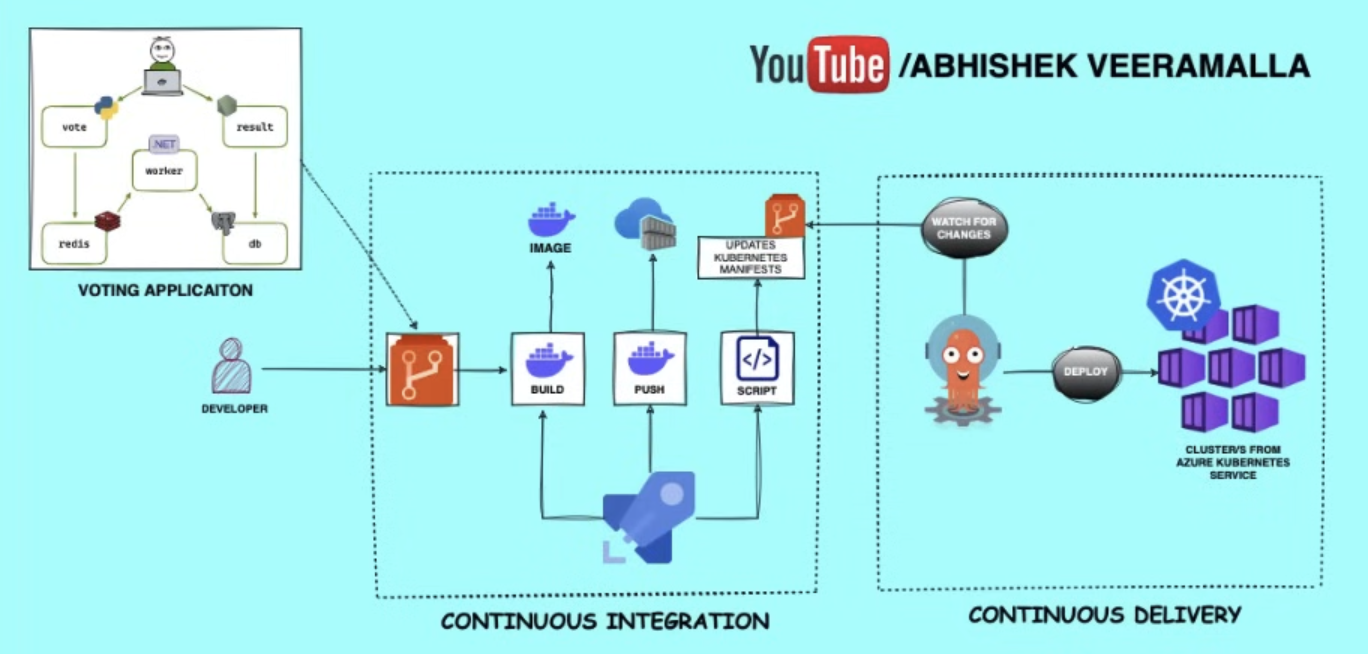 YouTube /ABHISHEK VEERAMALLA
vote
result
.NET
worker
redis
db
VOTING APPLICAITON
DEVELOPER
IMAGE
UPDATES
KUBERNETES
MANIFESTS
BUILD
PUSH
</>
SCRIPT
CONTINUOUS INTEGRATION
WATCH FOR
CHANGES
DEPLOY
CLUSTER/S FROM
AZURE KUBERNETES
SERVICE
CONTINUOUS DELIVERY